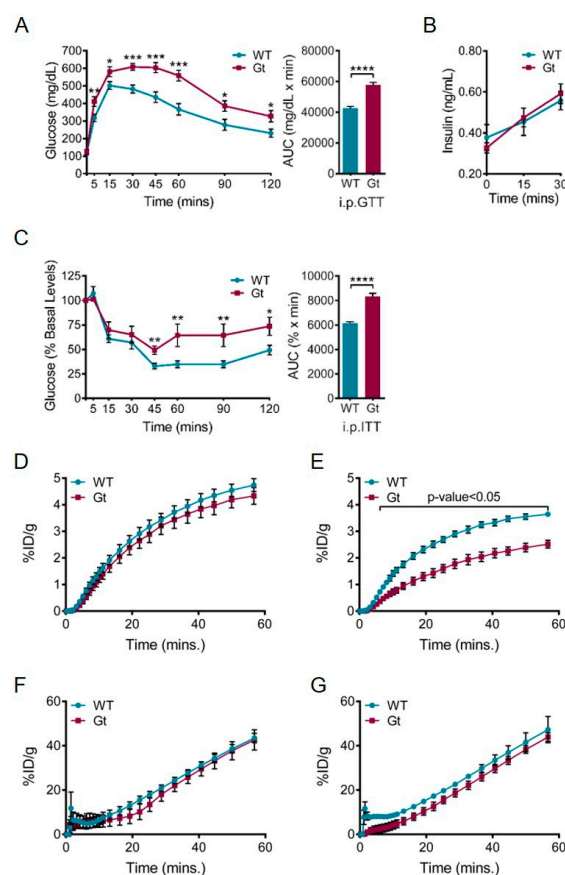 A
B
Glucose (mg/dL)
700
600
500
400
300
200
100
** * *** *** *** * *
WT
Gt
5 15 30 45 60 90 120
Time (mins)
AUC (mg/dL x min)
80000
60000
40000
20000
0
****
WT Gt
i.p.GTT
Insulin (ng/mL)
0.80
0.60
0.40
0.20
0 15 30
Time (mins)
C
Glucose (% Basal Levels)
125
100
75
50
25
0
WT
Gt
** ** ** *
5 15 30 45 60 90 120
Time (mins)
AUC (% x min)
10000
8000
6000
4000
2000
0
****
WT Gt
i.p.ITT
D
%ID/g
5
4
3
2
1
0
WT
Gt
0 20 40 60
Time (mins.)
E
%ID/g
5
4
3
2
1
0
WT
Gt
p-value<0.05
0 20 40 60
Time (mins.)
F
%ID/g
60
40
20
0
WT
Gt
0 20 40 60
Time (mins.)
G
%ID/g
60
40
20
0
WT
Gt
0 20 40 60
Time (mins.)